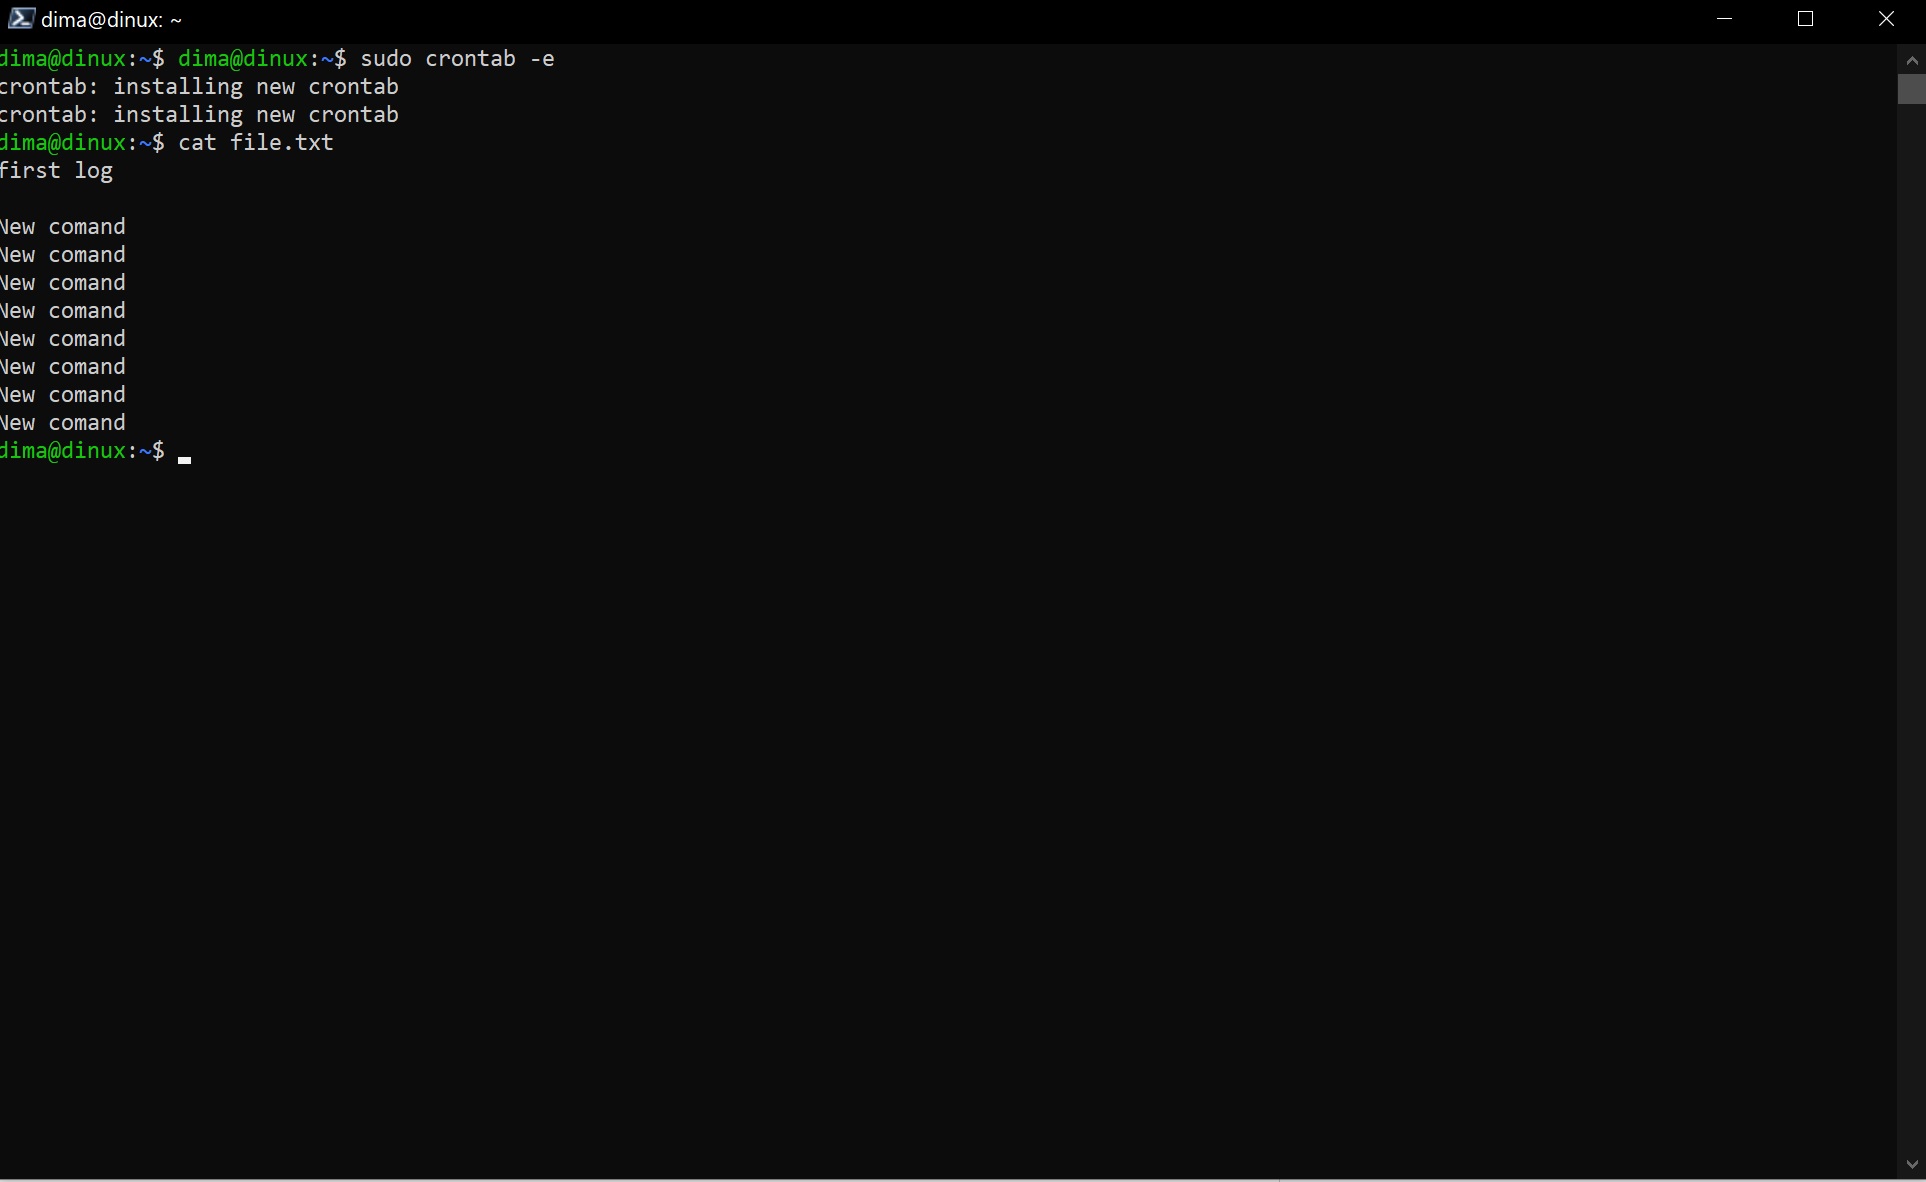 dima@dinux: ~
dima@dinux:~$ dima@dinux:~$ sudo crontab -e
crontab: installing new crontab
crontab: installing new crontab
dima@dinux:~$ cat file.txt
first log

New comand
New comand
New comand
New comand
New comand
New comand
New comand
New comand
dima@dinux:~$